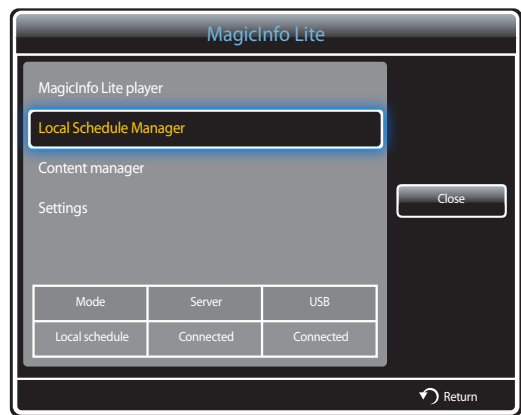 MagicInfo Lite
MagicInfo Lite player
Local Schedule Manager
Content manager
Settings
Close
Mode Server USB
Local schedule Connected Connected
Return